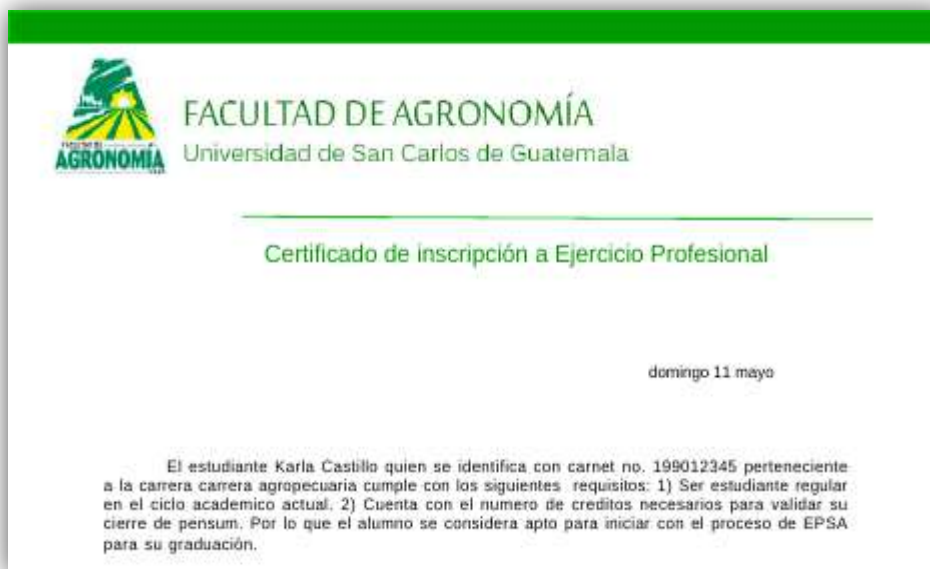 FACULTAD DE AGRONOMÍA
Universidad de San Carlos de Guatemala
AGRONOMÍA
Certificado de inscripción a Ejercicio Profesional
domingo 11 mayo
El estudiante Karla Castillo quien se identifica con carnet no. 199012345 perteneciente
a la carrera carrera agropecuaria cumple con los siguientes requisitos: 1) Ser estudiante regular
en el ciclo academico actual. 2) Cuenta con el numero de creditos necesarios para validar su
cierre de pensum. Por lo que el alumno se considera apto para iniciar con el proceso de EPSA
para su graduación.